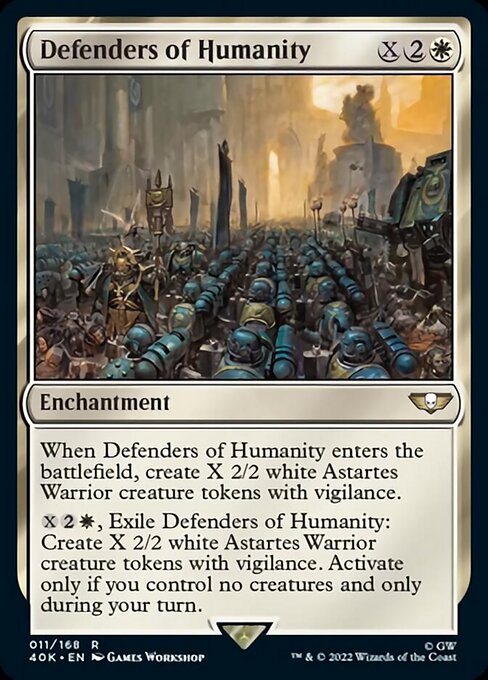 Defenders of Humanity X 2
Enchantment
When Defenders of Humanity enters the
battlefield, create X 2/2 white Astartes
Warrior creature tokens with vigilance.
X 2 , Exile Defenders of Humanity:
Create X 2/2 white Astartes Warrior
creature tokens with vigilance. Activate
only if you control no creatures and only
during your turn.
011/168 R
40K • EN Games Workshop
© GW
™ & © 2022 Wizards of the Coast